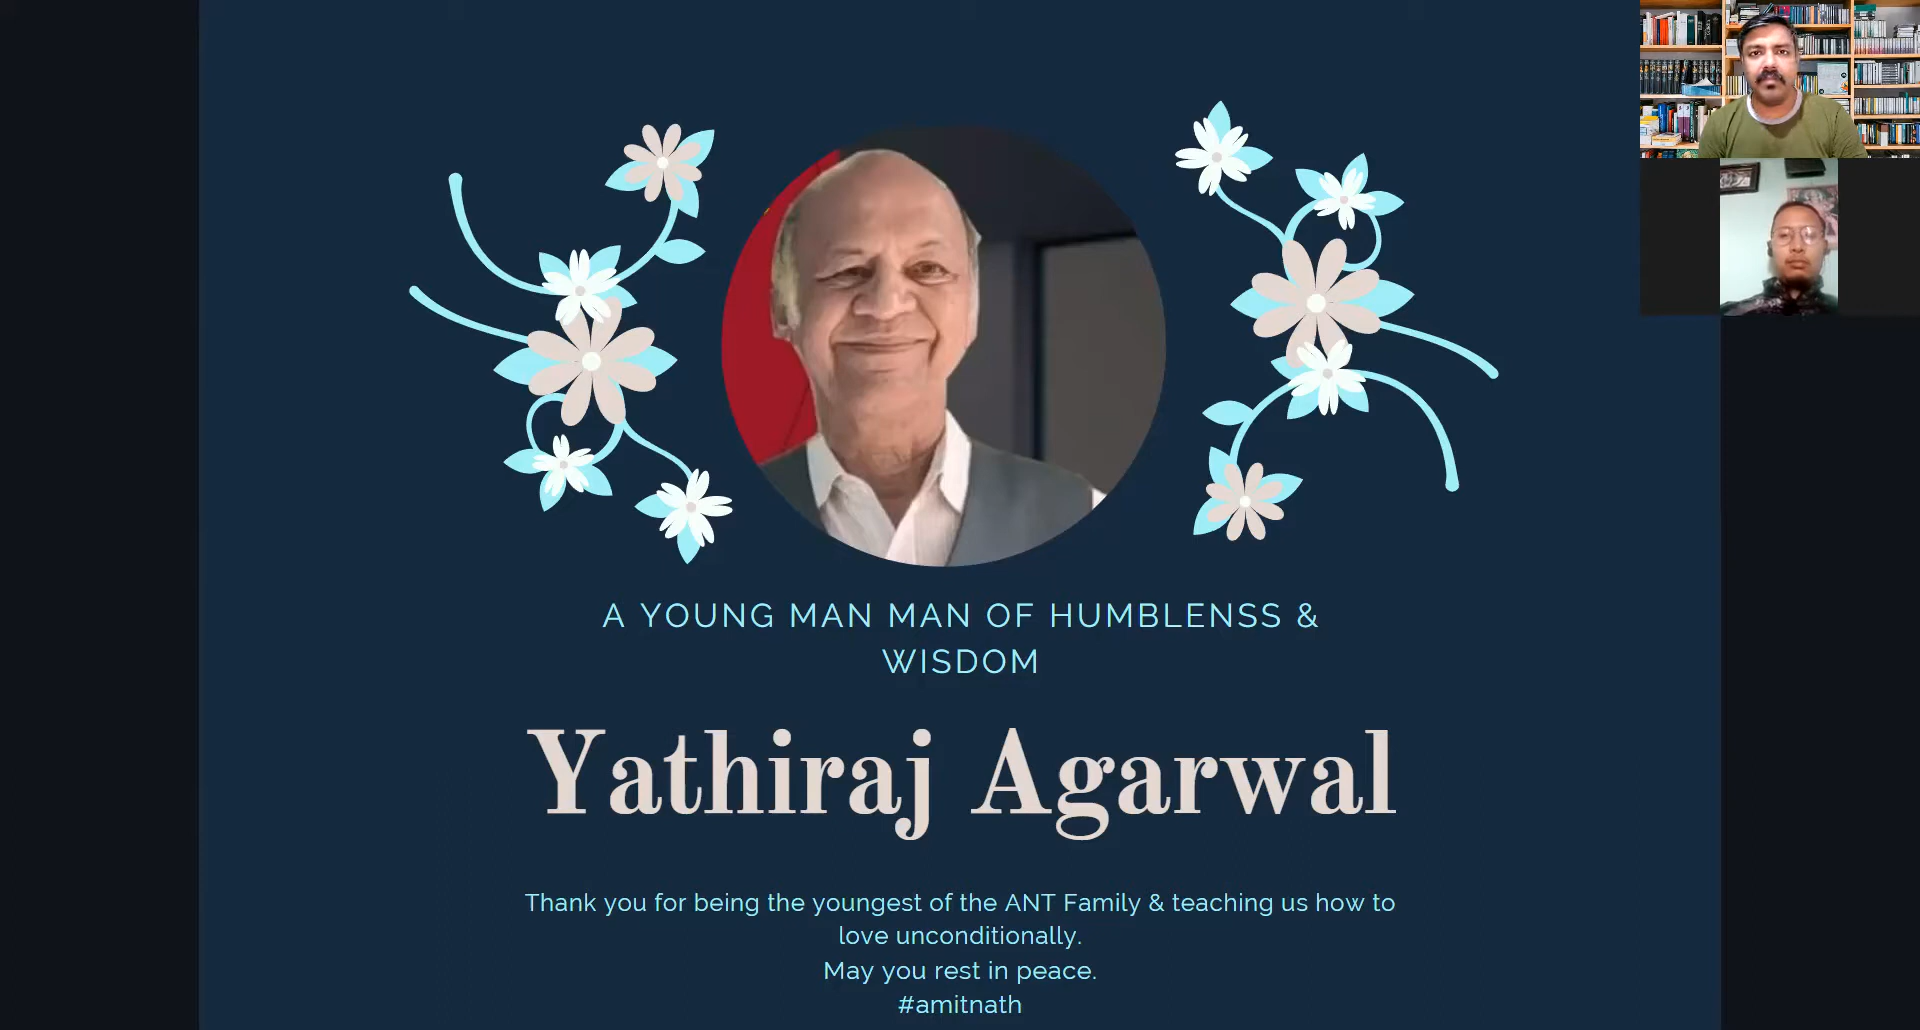 A YOUNG MAN MAN OF HUMBLENSS &
WISDOM
Yathiraj Agarwal
Thank you for being the youngest of the ANT Family & teaching us how to
love unconditionally.
May you rest in peace.
#amitnath